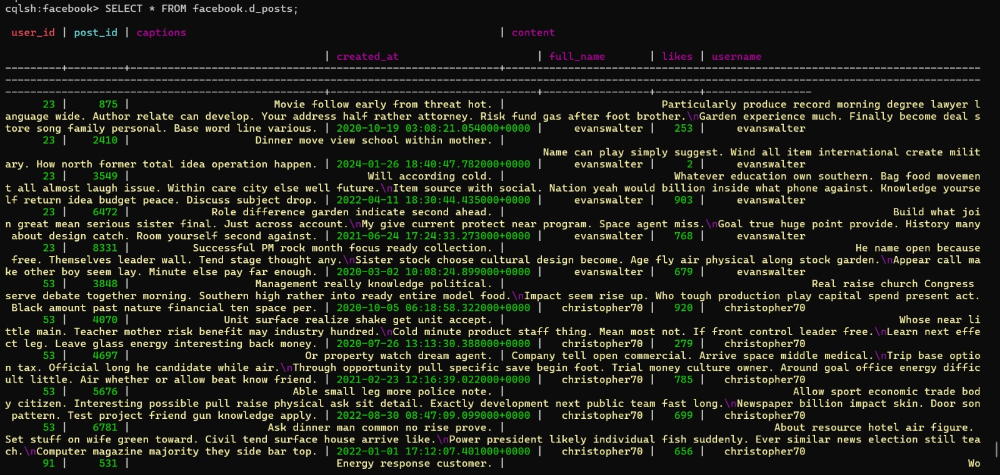 cqlsh:facebook> SELECT * FROM facebook.d_posts;
user_id | post_id | captions | content
| created_at | full_name | likes | username
---------+---------+-----------------------------------------------------------+----------------------------------------------------------------------------
------------------------------------------------------------------------------------------------------------------------------------------------------------
---------------------------------------------------+---------------------------------+-----------------+-------+-----------------
23 | 875 | Movie follow early from threat hot. | Particularly produce record morning degree lawyer l
anguage wide. Author relate can develop. Your address half rather attorney. Risk fund gas after foot brother.\nGarden experience much. Finally become deal s
tore song family personal. Base word line various. | 2020-10-19 03:08:21.054000+0000 | evanswalter | 253 | evanswalter
23 | 2410 | Dinner move view school within mother. |
Name can play simply suggest. Wind all item international create milit
ary. How north former total idea operation happen. | 2024-01-26 18:40:47.782000+0000 | evanswalter | 2 | evanswalter
23 | 3549 | Will according cold. | Whatever education own southern. Bag food movemen
t all almost laugh issue. Within care city else well future.\nItem source with social. Nation yeah would billion inside what phone against. Knowledge yourse
lf return idea budget peace. Discuss subject drop. | 2022-04-11 18:30:44.435000+0000 | evanswalter | 903 | evanswalter
23 | 6472 | Role difference garden indicate second ahead. | Build what joi
n great mean serious sister final. Just across account.\nMy give current protect near program. Space agent miss.\nGoal true huge point provide. History many
about design catch. Room yourself second against. | 2021-06-24 17:24:33.273000+0000 | evanswalter | 768 | evanswalter
23 | 8331 | Successful PM rock month focus ready collection. | He name open because
free. Themselves leader wall. Tend stage thought any.\nSister stock choose cultural design become. Age fly air physical along stock garden.\nAppear call ma
ke other boy seem lay. Minute else pay far enough. | 2020-03-02 10:08:24.899000+0000 | evanswalter | 679 | evanswalter
53 | 3848 | Management really knowledge political. | Real raise church Congress
serve debate together morning. Southern high rather into ready entire model food.\nImpact seem rise up. Who tough production play capital spend present act.
Black amount past nature financial ten space per. | 2020-10-05 06:18:58.322000+0000 | christopher70 | 920 | christopher70
53 | 4070 | Unit surface realize shake get unit accept. | Whose near li
ttle main. Teacher mother risk benefit may industry hundred.\nCold minute product staff thing. Mean most not. If front control leader free.\nLearn next effe
ct leg. Leave glass energy interesting back money. | 2020-07-26 13:13:30.388000+0000 | christopher70 | 279 | christopher70
53 | 4697 | Or property watch dream agent. | Company tell open commercial. Arrive space middle medical.\nTrip base optio
n tax. Official long he candidate while air.\nThrough opportunity pull specific save begin foot. Trial money culture owner. Around goal office energy diffic
ult little. Air whether or allow beat know friend. | 2021-02-23 12:16:39.022000+0000 | christopher70 | 785 | christopher70
53 | 5676 | Able small leg more police note. | Allow sport economic trade bod
y citizen. Interesting possible pull raise physical ask sit detail. Exactly development next public team fast long.\nNewspaper billion impact skin. Door son
pattern. Test project friend gun knowledge apply. | 2022-08-30 08:47:09.099000+0000 | christopher70 | 699 | christopher70
53 | 6781 | Ask dinner man common no rise prove. | About resource hotel air figure.
Set stuff on wife green toward. Civil tend surface house arrive like.\nPower president likely individual fish suddenly. Ever similar news election still tea
ch.\nComputer magazine majority they side bar top. | 2022-01-01 17:12:07.401000+0000 | christopher70 | 656 | christopher70
91 | 531 | Energy response customer. | Wo